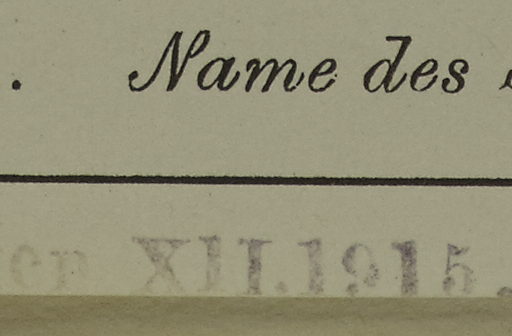 . Name des
XII.1915.